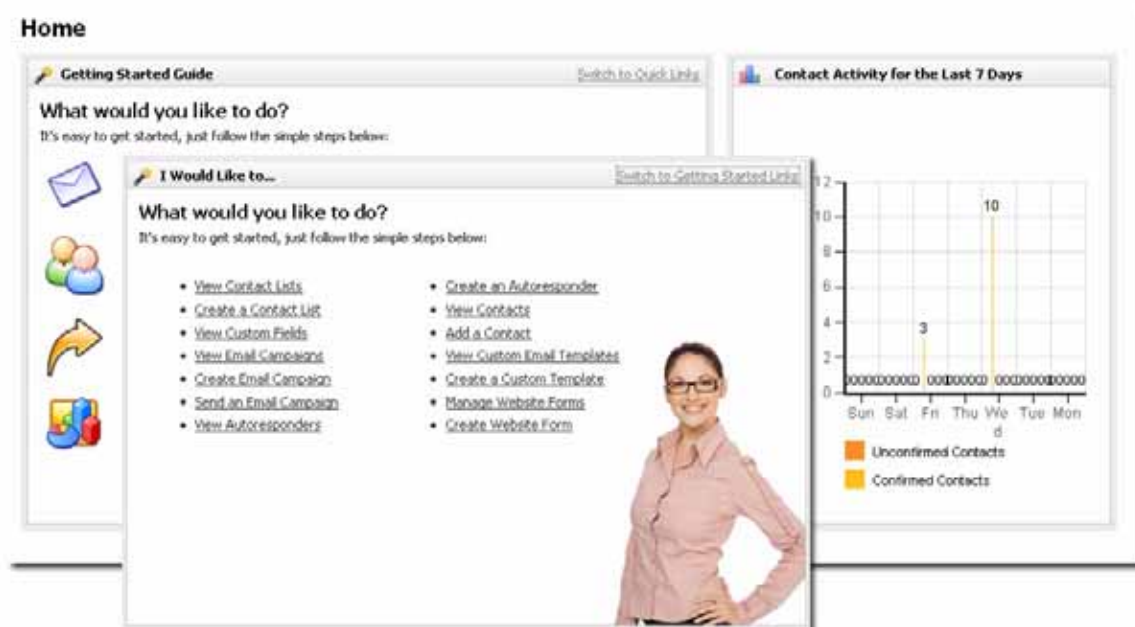 Home
Getting Started Guide
Switch to Quick Links
What would you like to do?
It's easy to get started, just follow the simple steps below:
I Would Like to...
Switch to Getting Started Links
What would you like to do?
It's easy to get started, just follow the simple steps below:
View Contact Lists
Create a Contact List
View Custom Fields
View Email Campaigns
Create Email Campaign
Send an Email Campaign
View Autoresponders
Create an Autoresponder
View Contacts
Add a Contact
View Custom Email Templates
Create a Custom Template
Manage Website Forms
Create Website Form
Contact Activity for the Last 7 Days
12
10
8
6
4
2
0
3
10
Sun Sat Fri Thu We Tue Mon
d
Unconfirmed Contacts
Confirmed Contacts